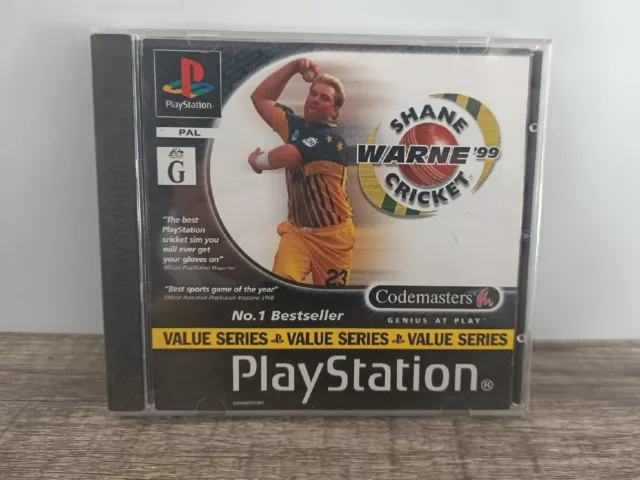 PlayStation
PAL
G
SHANE
WARNE '99
CRICKET
"The best
PlayStation
cricket sim you
will ever get
your gloves on"
Official PlayStation Magazine
"Best sports game of the year"
Official Australian PlayStation Magazine 1998
23
Codemasters
GENIUS AT PLAY
No.1 Bestseller
VALUE SERIES VALUE SERIES VALUE SERIES
PlayStation®